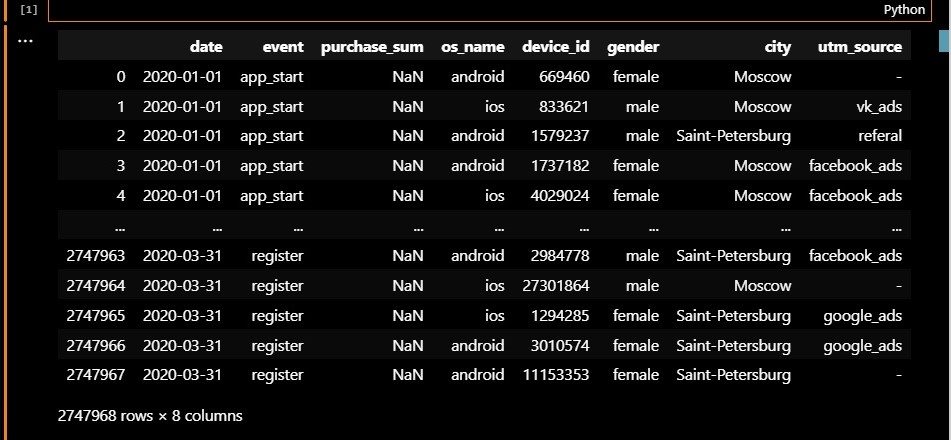 [1] Python
...
date event purchase_sum os_name device_id gender city utm_source
0 2020-01-01 app_start NaN android 669460 female Moscow -
1 2020-01-01 app_start NaN ios 833621 male Moscow vk_ads
2 2020-01-01 app_start NaN android 1579237 male Saint-Petersburg referal
3 2020-01-01 app_start NaN android 1737182 female Moscow facebook_ads
4 2020-01-01 app_start NaN ios 4029024 female Moscow facebook_ads
... ... ... ... ... ... ... ... ...
2747963 2020-03-31 register NaN android 2984778 male Saint-Petersburg facebook_ads
2747964 2020-03-31 register NaN ios 27301864 male Moscow -
2747965 2020-03-31 register NaN ios 1294285 female Saint-Petersburg google_ads
2747966 2020-03-31 register NaN android 3010574 female Saint-Petersburg google_ads
2747967 2020-03-31 register NaN android 11153353 female Saint-Petersburg -
2747968 rows × 8 columns